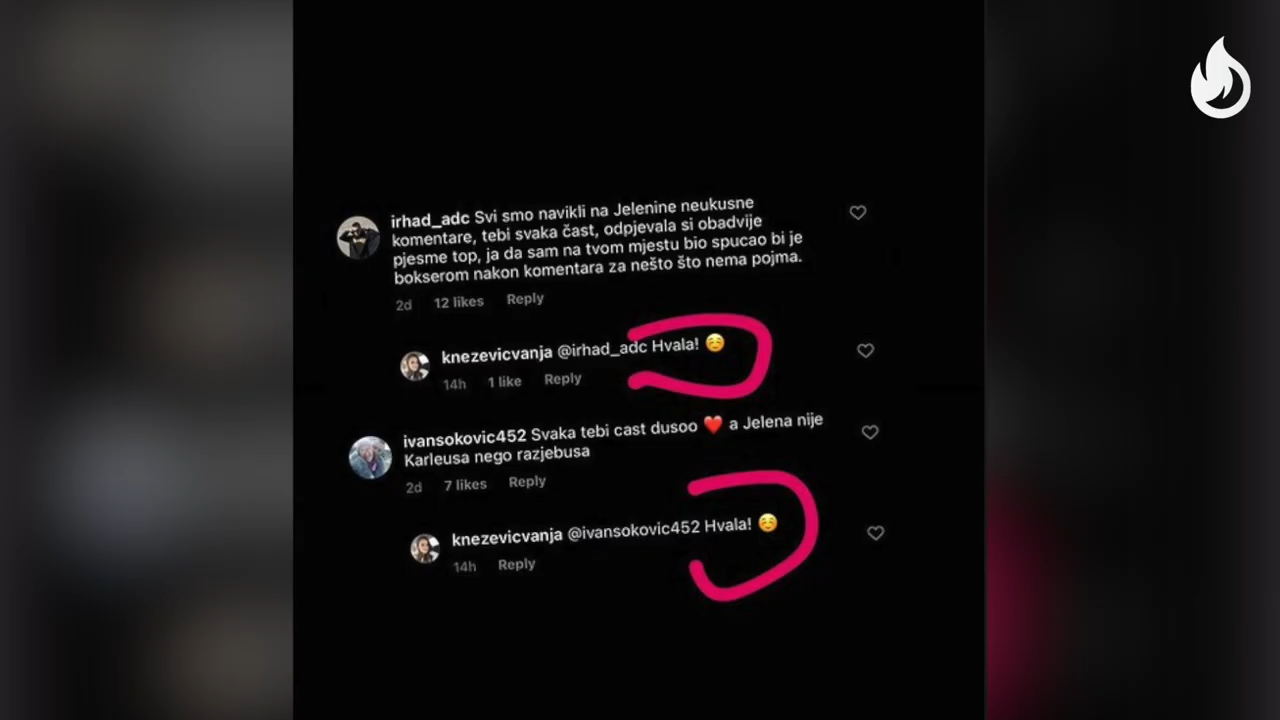 irhad_adc Svi smo navikli na Jelenine neukusne
komentare, tebi svaka čast, odpjevala si obadvije
pjesme top, ja da sam na tvom mjestu bio spucao bi je
bokserom nakon komentara za nešto što nema pojma.
2d 12 likes Reply
knezevicvanja @irhad_adc Hvala! ☺️
14h 1 like Reply
ivansokovic452 Svaka tebi cast dusoo ❤️ a Jelena nije
Karleusa nego razjebusa
2d 7 likes Reply
knezevicvanja @ivansokovic452 Hvala! ☺️
14h Reply